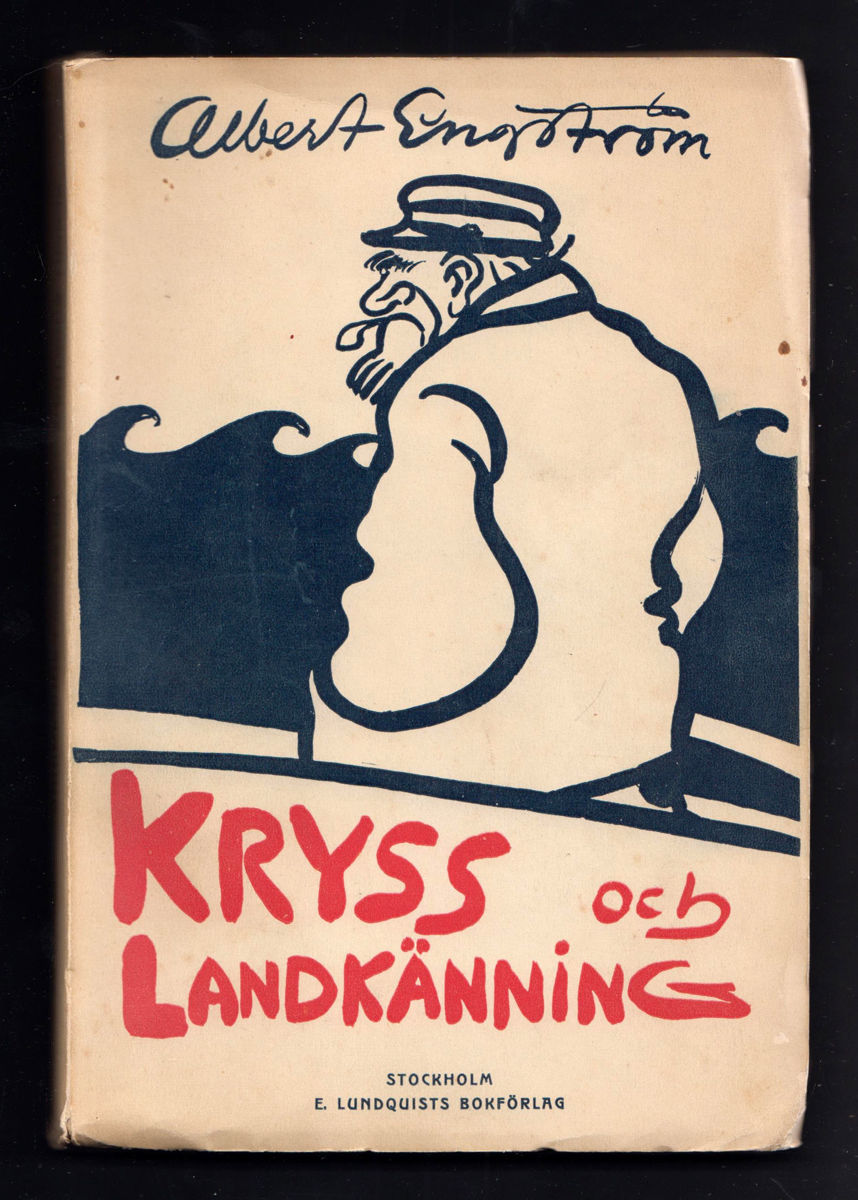 Albert Engström
KRYSS och
LANDKÄNNING
STOCKHOLM
E. LUNDQUISTS BOKFÖRLAG